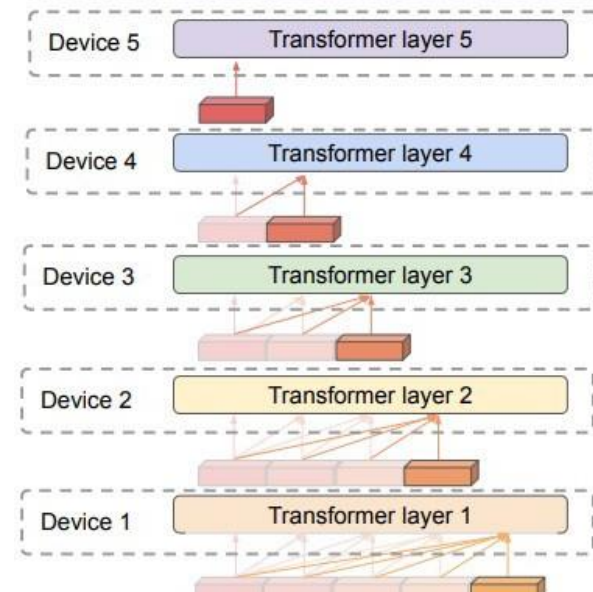 Device 5 Transformer layer 5
Device 4 Transformer layer 4
Device 3 Transformer layer 3
Device 2 Transformer layer 2
Device 1 Transformer layer 1